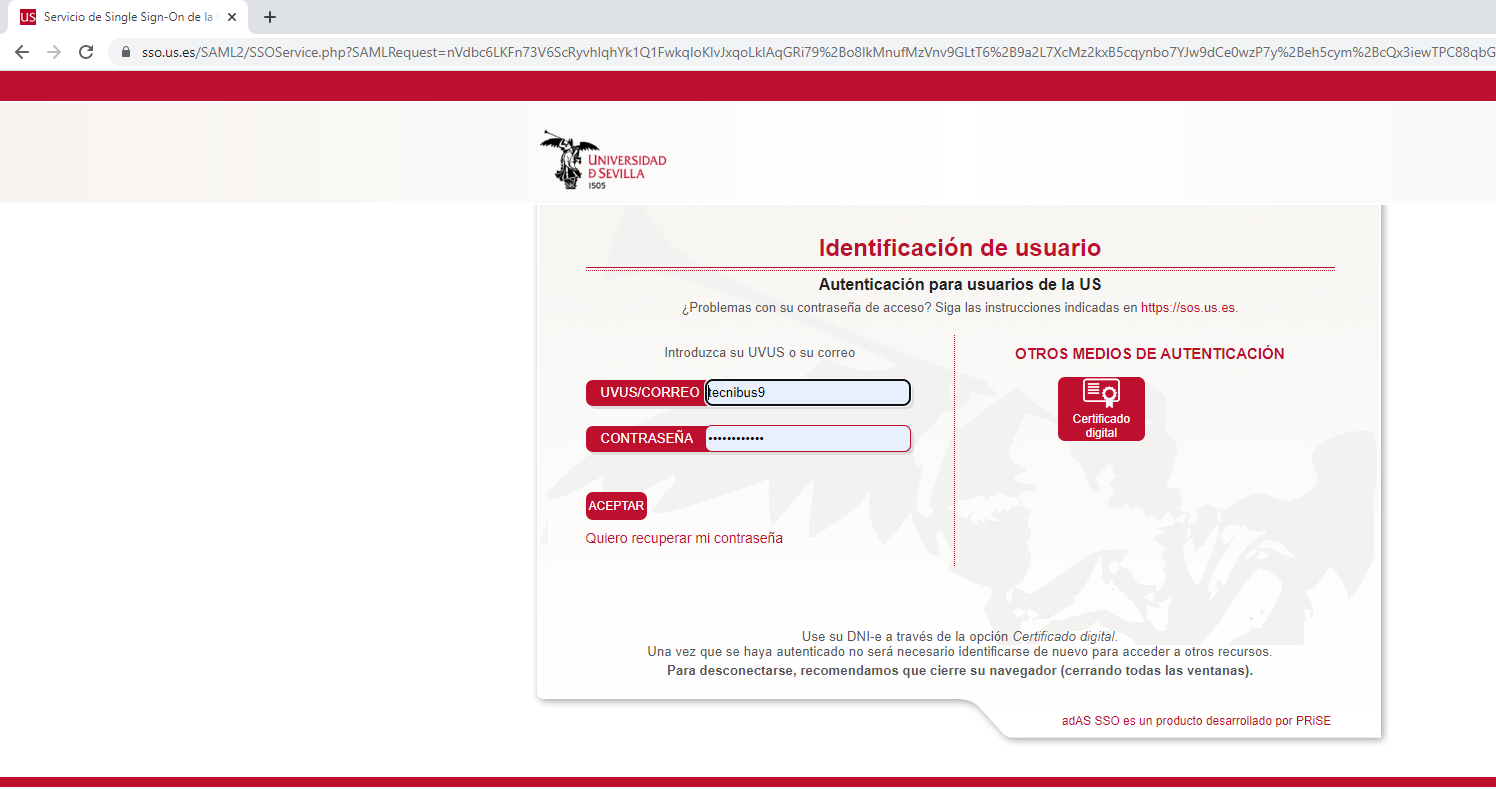 US Servicio de Single Sign-On de la
sso.us.es/SAML2/SSOService.php?SAMLRequest=
UNIVERSIDAD
D SEVILLA
1505
Identificación de usuario
Autenticación para usuarios de la US
¿Problemas con su contraseña de acceso? Siga las instrucciones indicadas en https://sos.us.es.
Introduzca su UVUS o su correo
UVUS/CORREO tecnibus9
CONTRASEÑA ••••••••••••
ACEPTAR
Quiero recuperar mi contraseña
OTROS MEDIOS DE AUTENTICACIÓN
Certificado
digital
Use su DNI-e a través de la opción Certificado digital.
Una vez que se haya autenticado no será necesario identificarse de nuevo para acceder a otros recursos.
Para desconectarse, recomendamos que cierre su navegador (cerrando todas las ventanas).
adAS SSO es un producto desarrollado por PRiSE